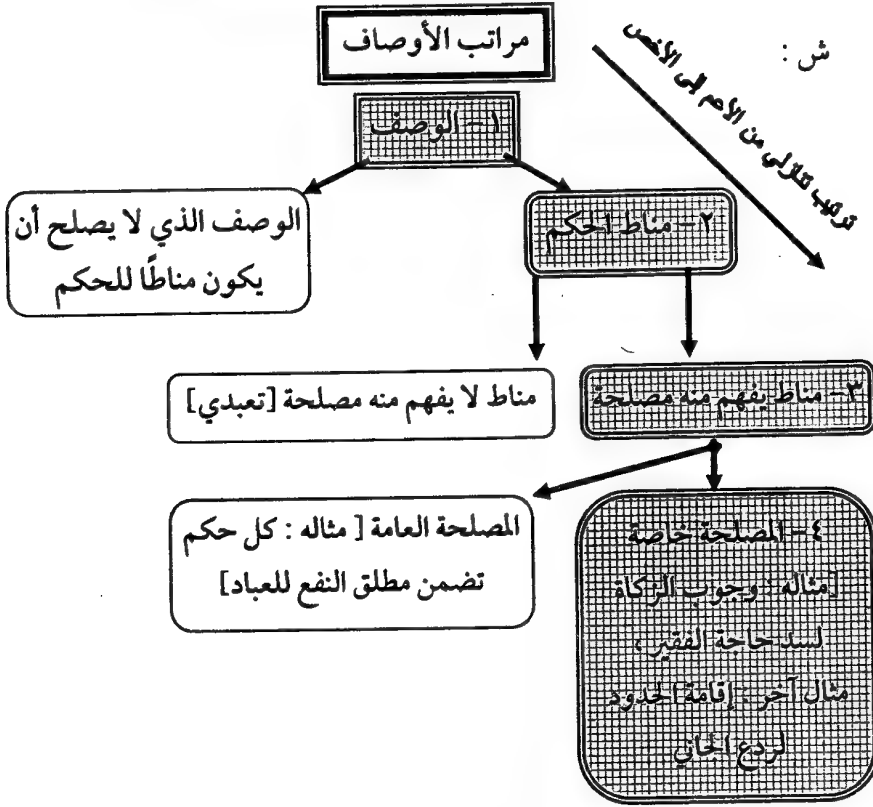 ش :
مراتب الأوصاف
ترتيب تنازلي من الأعم إلى الأخص
١- الوصف
٢- مناط الحكم
الوصف الذي لا يصلح أن
يكون مناطًا للحكم
٣- مناط يفهم منه مصلحة
مناط لا يفهم منه مصلحة [تعبدي]
٤- المصلحة خاصة
[مثاله : وجوب الزكاة
لسد حاجة الفقير ،
مثال آخر : إقامة الحدود
لردع الجاني
المصلحة العامة [ مثاله : كل حكم
تضمن مطلق النفع للعباد]